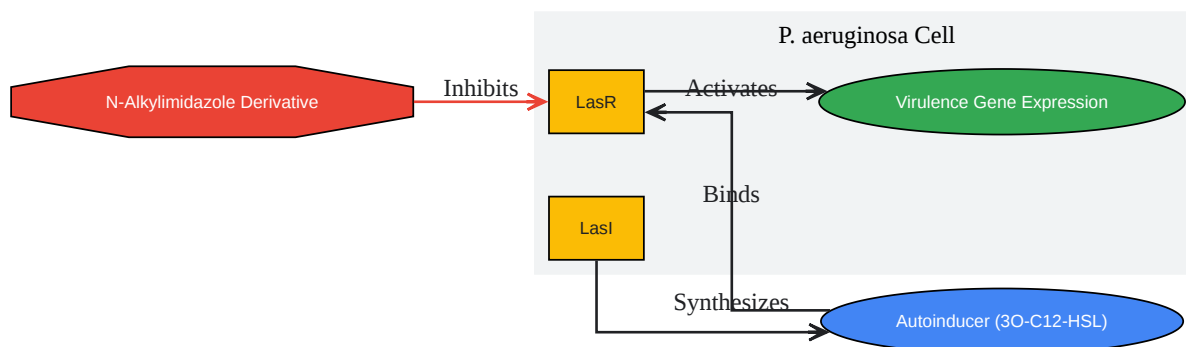 P. aeruginosa Cell
N-Alkylimidazole Derivative
Inhibits
LasR
Activates
Virulence Gene Expression
Binds
LasI
Synthesizes
Autoinducer (3O-C12-HSL)